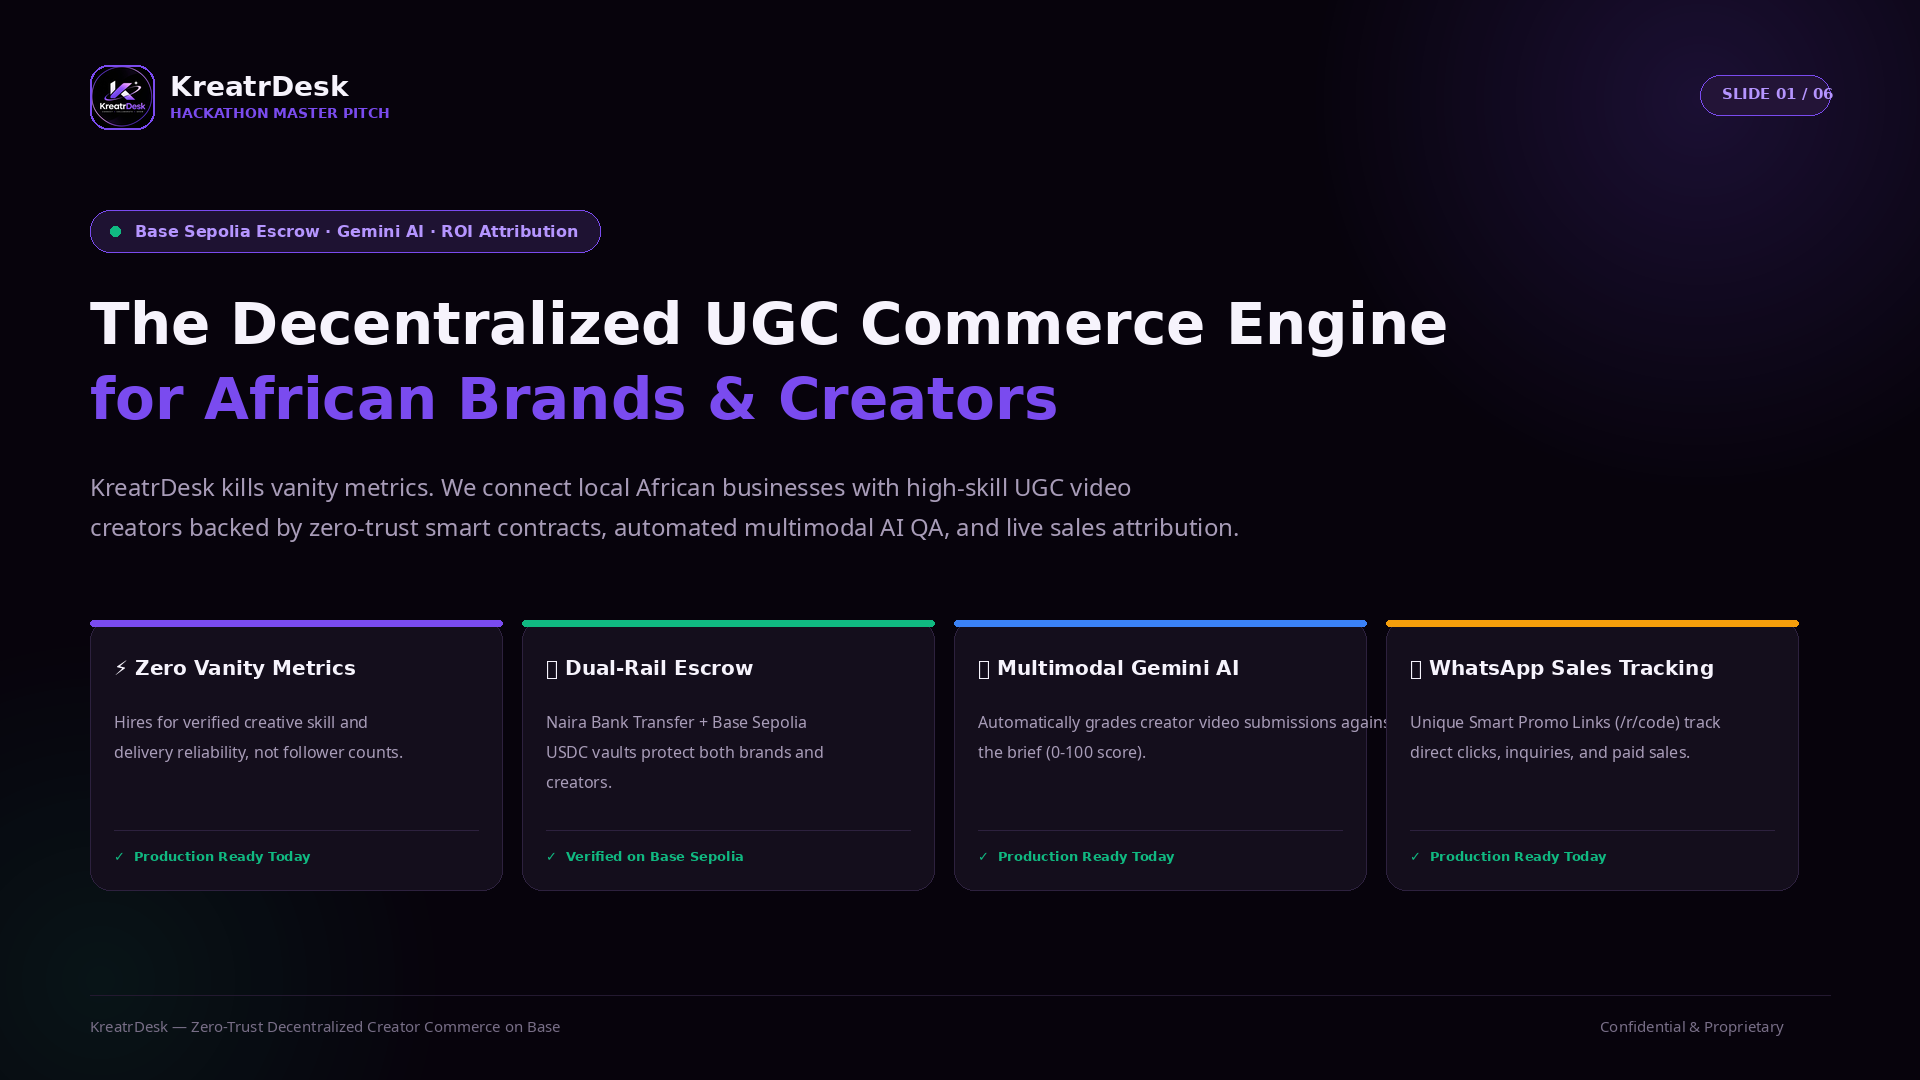 KreatrDesk
KreatrDesk
HACKATHON MASTER PITCH
SLIDE 01 / 06
Base Sepolia Escrow · Gemini AI · ROI Attribution
The Decentralized UGC Commerce Engine
for African Brands & Creators
KreatrDesk kills vanity metrics. We connect local African businesses with high-skill UGC video
creators backed by zero-trust smart contracts, automated multimodal AI QA, and live sales attribution.
⚡ Zero Vanity Metrics
Hires for verified creative skill and
delivery reliability, not follower counts.
✓ Production Ready Today
Dual-Rail Escrow
Naira Bank Transfer + Base Sepolia
USDC vaults protect both brands and
creators.
✓ Verified on Base Sepolia
Multimodal Gemini AI
Automatically grades creator video submissions agains
the brief (0-100 score).
✓ Production Ready Today
WhatsApp Sales Tracking
Unique Smart Promo Links (/r/code) track
direct clicks, inquiries, and paid sales.
✓ Production Ready Today
KreatrDesk — Zero-Trust Decentralized Creator Commerce on Base
Confidential & Proprietary